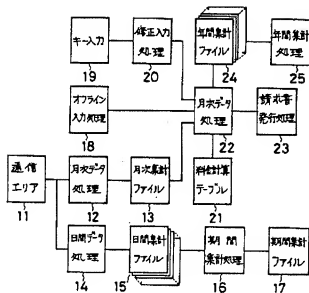 キー入力
19
修正入力
処理
20
年間集計
ファイル
24
年間集計
処理
25
オフライン
入力処理
18
月次データ
処理
22
請求書
発行処理
23
通信
エリア
11
月次データ
処理
12
月次集計
ファイル
13
料金計算
テーブル
21
日間データ
処理
14
日間集計
ファイル
15
期間
集計処理
16
期間集計
ファイル
17